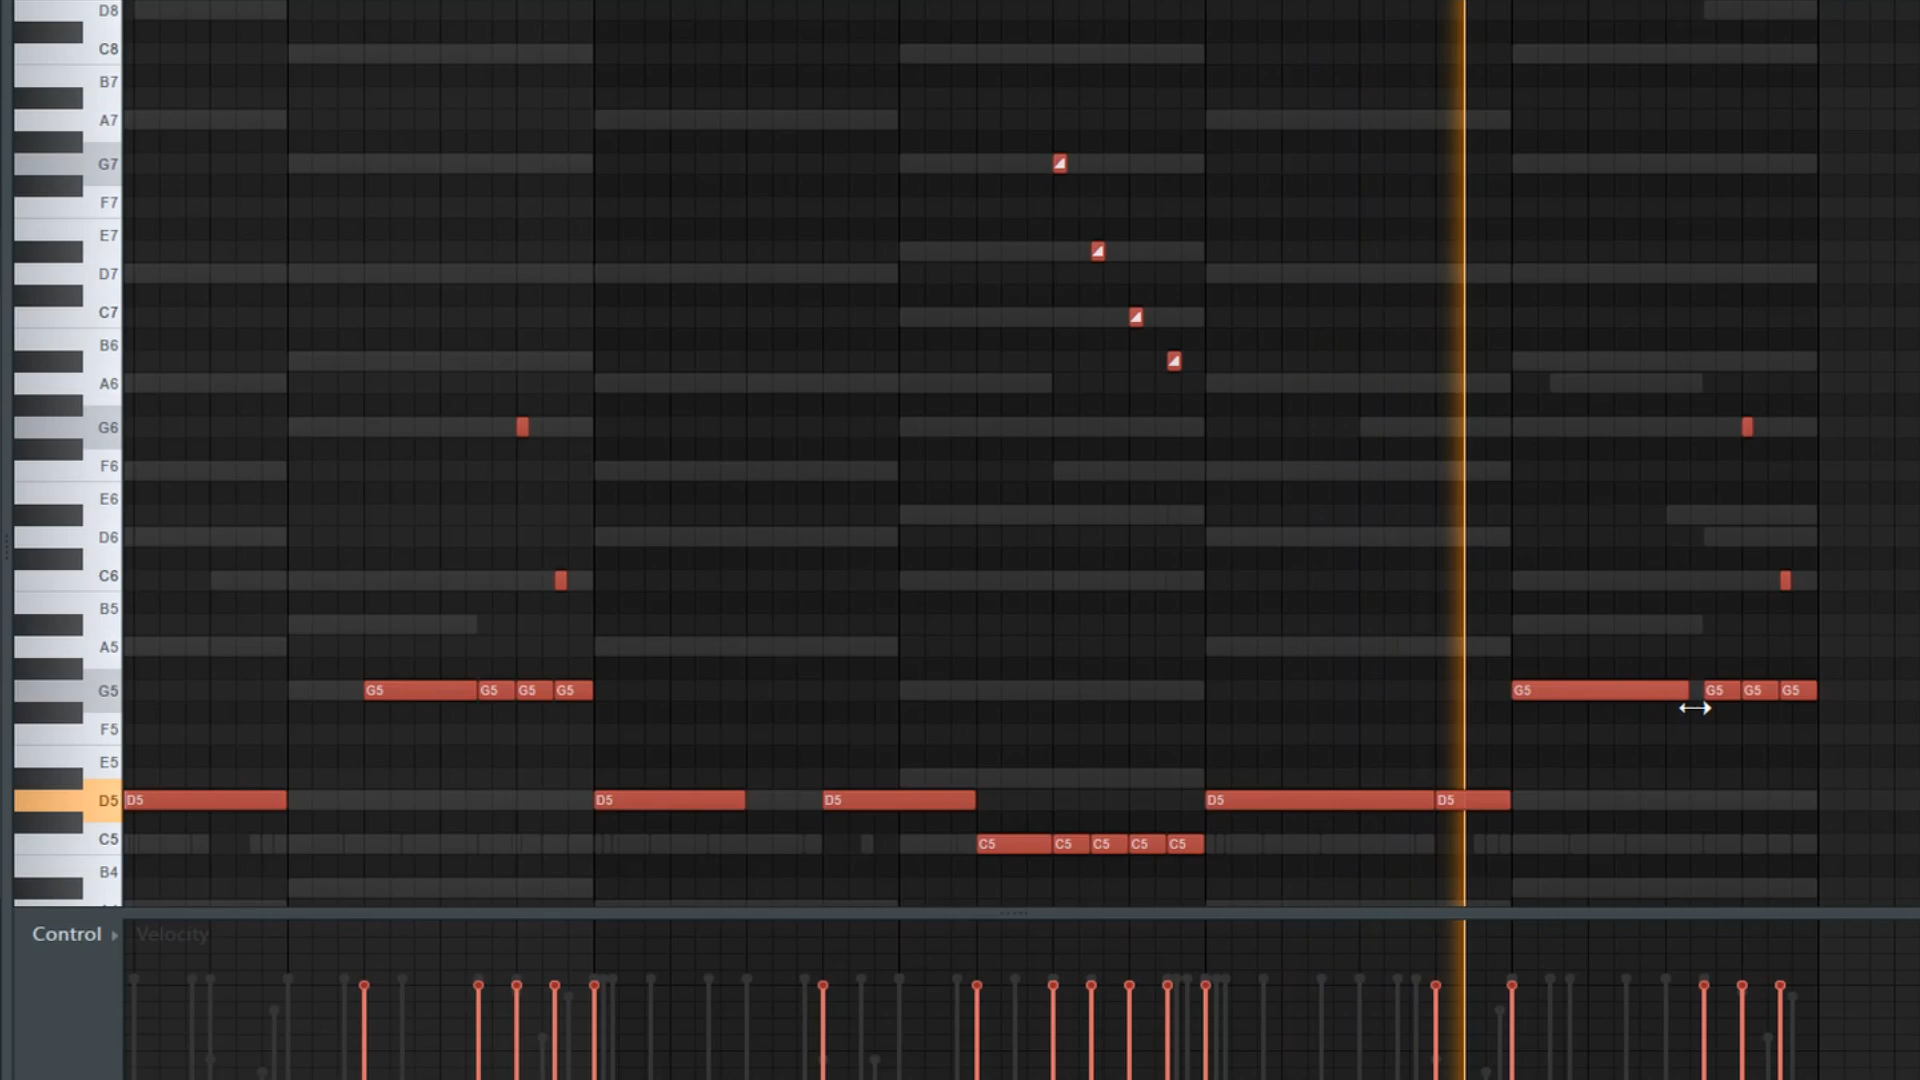 D8
C8
B7
A7
G7
F7
E7
D7
C7
B6
A6
G6
F6
E6
D6
C6
B5
A5
G5 G5 G5 G5 G5 G5 G5 G5 G5
F5
E5
D5 D5 D5 D5 D5 D5
C5 C5 C5 C5 C5 C5
B4
Control Velocity